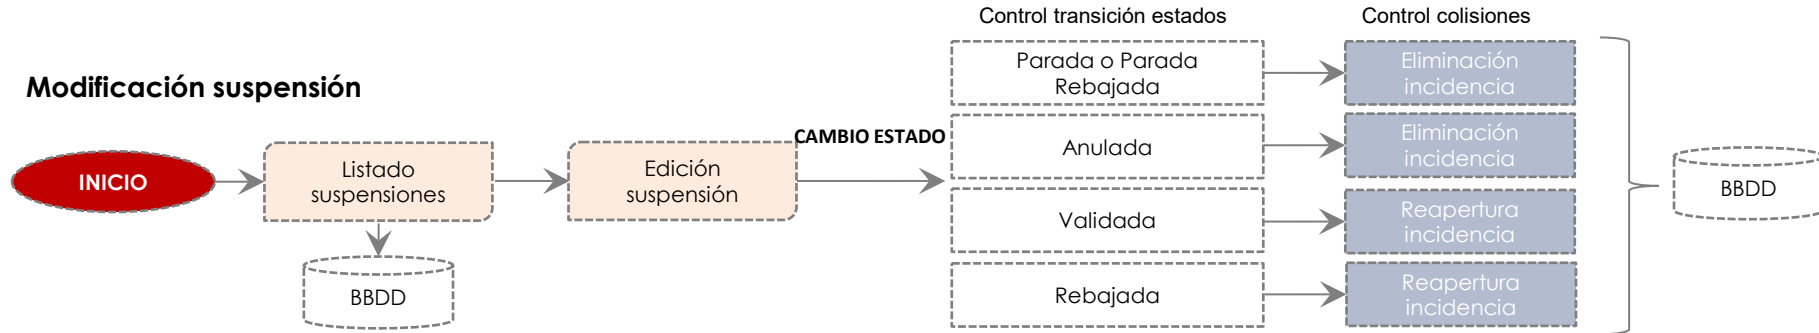 Control transición estados
Control colisiones
Modificación suspensión
Parada o Parada
Rebajada
Eliminación
incidencia
CAMBIO ESTADO
Anulada
Eliminación
incidencia
INICIO
Listado
suspensiones
Edición
suspensión
BBDD
Validada
Reapertura
incidencia
BBDD
Rebajada
Reapertura
incidencia